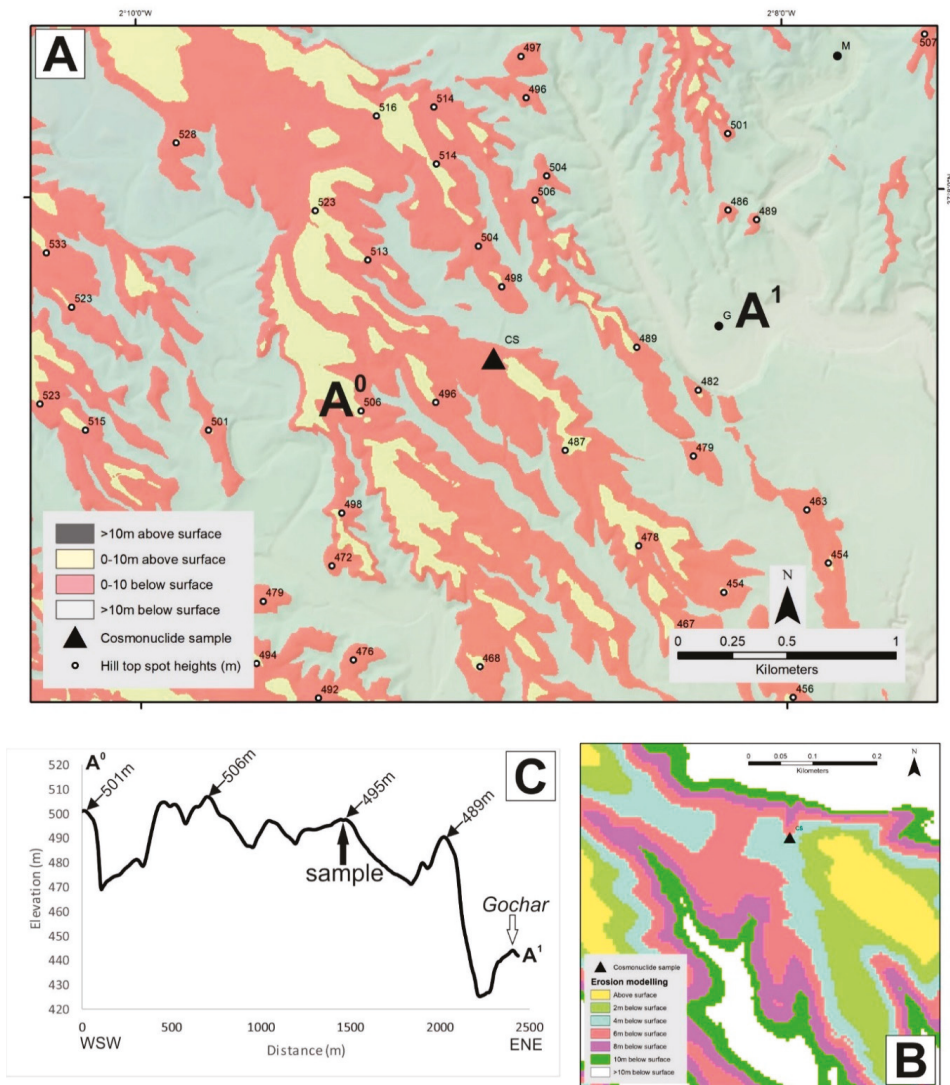 2°10'0"W
2°8'0"W
A
497
M
507
496
516
514
501
528
514
504
506
523
486
489
504
533
513
498
523
A¹
G
489
CS
482
A⁰
523
506
496
515
501
487
479
498
463
478
472
454
454
479
N
467
>10m above surface
0-10m above surface
0-10 below surface
>10m below surface
Cosmonuclide sample
Hill top spot heights (m)
0 0.25 0.5 1
Kilometers
494
476
468
492
456
C
A⁰
501m
506m
495m
489m
sample
Gochar
A¹
520
510
500
490
480
470
460
450
440
430
420
Elevation (m)
0 500 1000 1500 2000 2500
WSW
Distance (m)
ENE
0 0.05 0.1 0.2
Kilometers
N
CS
Cosmonuclide sample
Erosion modelling
Above surface
2m below surface
4m below surface
6m below surface
8m below surface
10m below surface
>10m below surface
B